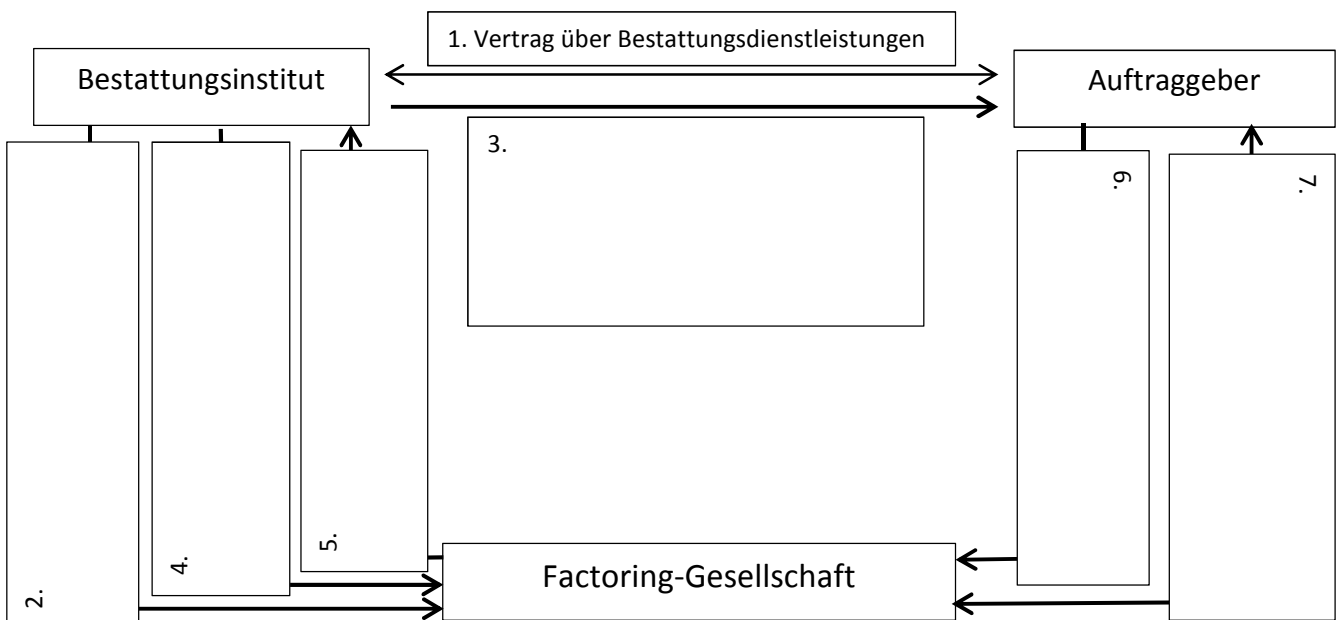 1. Vertrag über Bestattungsdienstleistungen
Bestattungsinstitut
Auftraggeber
2.
4.
5.
3.
6.
7.
Factoring-Gesellschaft